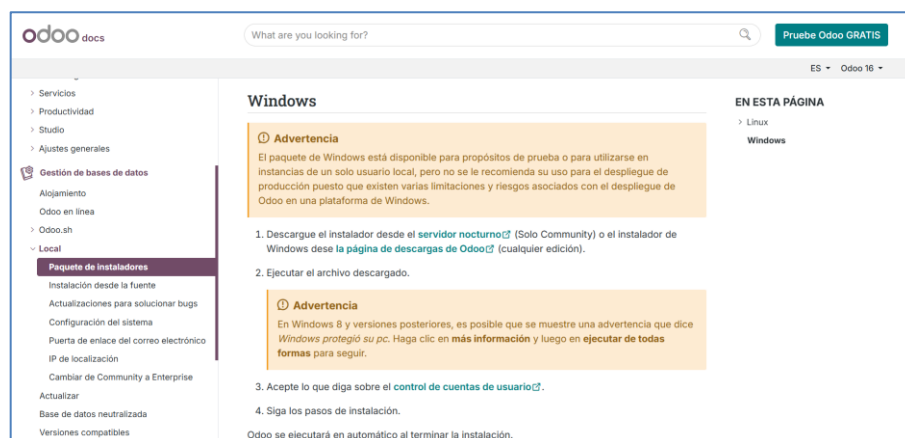 odoo docs
What are you looking for?
Pruebe Odoo GRATIS
ES
Odoo 16
Servicios
Productividad
Studio
Ajustes generales
Gestión de bases de datos
Alojamiento
Odoo en línea
Odoo.sh
Local
Paquete de instaladores
Instalación desde la fuente
Actualizaciones para solucionar bugs
Configuración del sistema
Puerta de enlace del correo electrónico
IP de localización
Cambiar de Community a Enterprise
Actualizar
Base de datos neutralizada
Versiones compatibles
Windows
Advertencia
El paquete de Windows está disponible para propósitos de prueba o para utilizarse en
instancias de un solo usuario local, pero no se le recomienda su uso para el despliegue de
producción puesto que existen varias limitaciones y riesgos asociados con el despliegue de
Odoo en una plataforma de Windows.
1. Descargue el instalador desde el servidor nocturno (Solo Community) o el instalador de
Windows dese la página de descargas de Odoo (cualquier edición).
2. Ejecutar el archivo descargado.
Advertencia
En Windows 8 y versiones posteriores, es posible que se muestre una advertencia que dice
Windows protegió su pc. Haga clic en más información y luego en ejecutar de todas
formas para seguir.
3. Acepte lo que diga sobre el control de cuentas de usuario.
4. Siga los pasos de instalación.
Odoo se ejecutará en automático al terminar la instalación.
EN ESTA PÁGINA
Linux
Windows